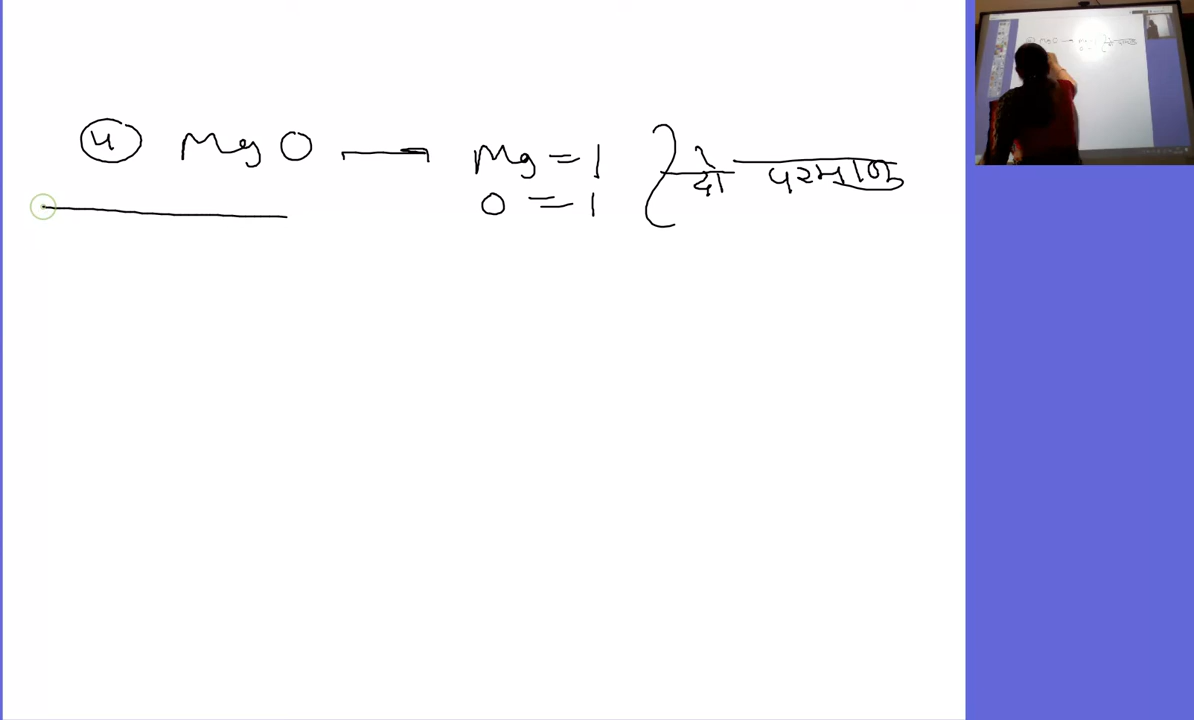 ④ MgO → Mg = 1
O = 1 } दो परमाणु